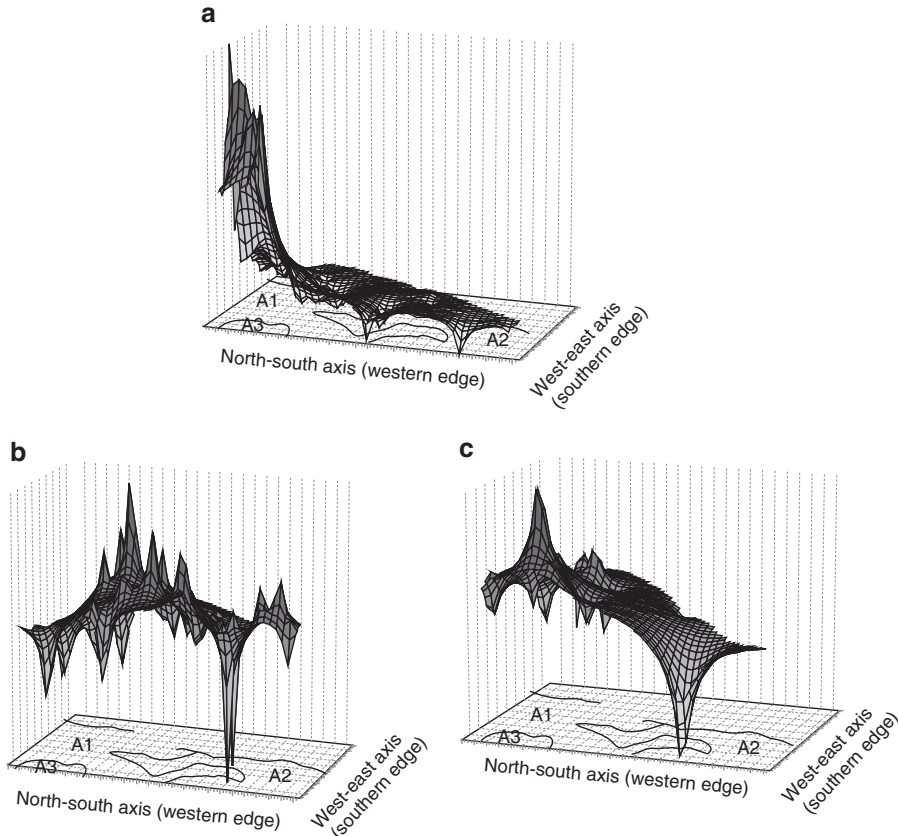 a
A1
A3
A2
North-south axis (western edge)
West-east axis
(southern edge)
b
A1
A3
A2
North-south axis (western edge)
West-east axis
(southern edge)
c
A1
A3
A2
North-south axis (western edge)
West-east axis
(southern edge)